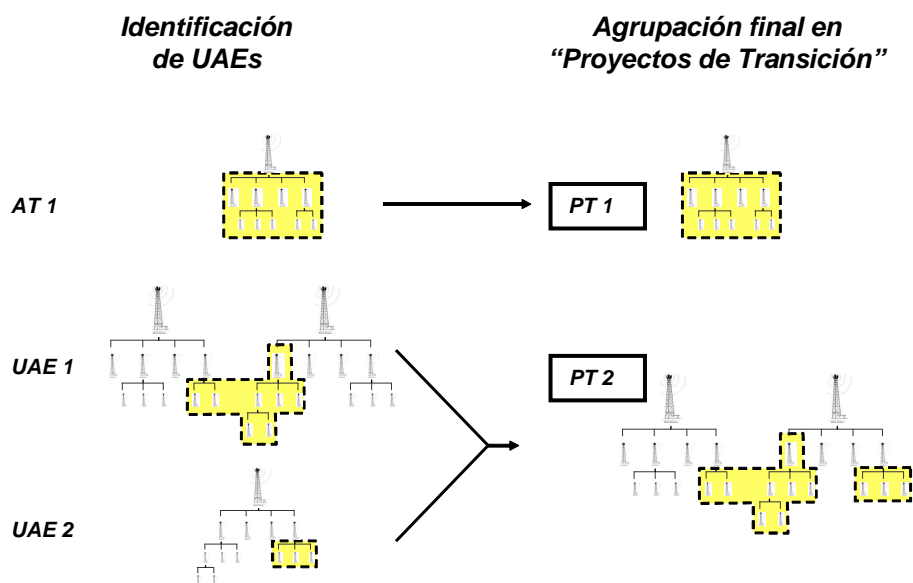 Identificación
de UAEs
Agrupación final en
“Proyectos de Transición”
AT 1
PT 1
UAE 1
PT 2
UAE 2